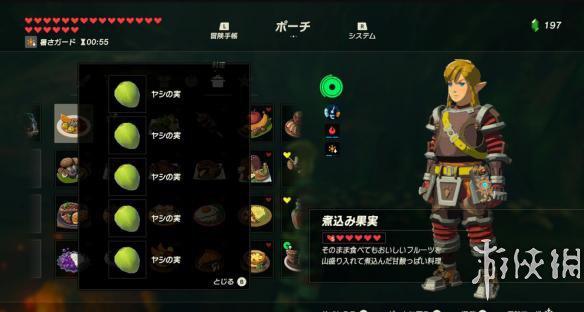 L
冒険手帳
ポーチ
R
システム
197
暑さガード 00:55
料理
ヤシの実
ヤシの実
ヤシの実
ヤシの実
ヤシの実
とじる B
煮込み果実
そのまま食べてもおいしいフルーツを
山盛り入れて煮込んだ甘酸っぱい料理
游侠网